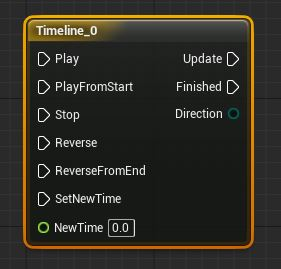 Timeline_0
Play Update
PlayFromStart Finished
Stop Direction
Reverse
ReverseFromEnd
SetNewTime
NewTime 0.0